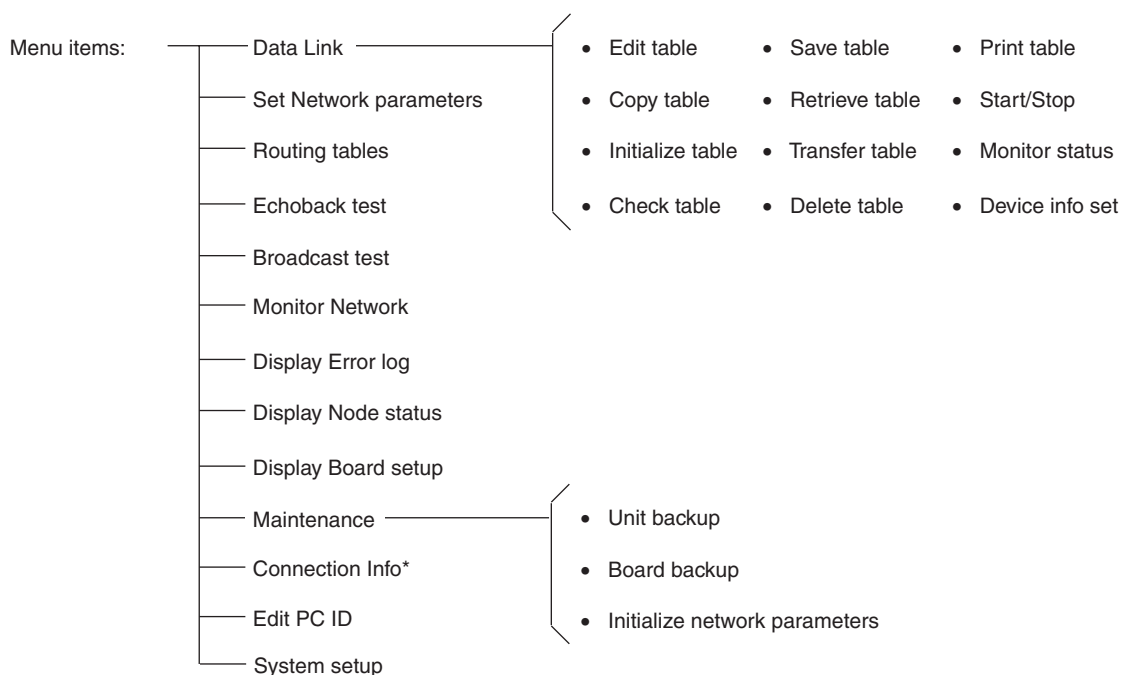 Menu items:
Data Link
• Edit table
• Save table
• Print table
Set Network parameters
• Copy table
• Retrieve table
• Start/Stop
Routing tables
• Initialize table
• Transfer table
• Monitor status
Echoback test
• Check table
• Delete table
• Device info set
Broadcast test
Monitor Network
Display Error log
Display Node status
Display Board setup
Maintenance
• Unit backup
Connection Info*
• Board backup
Edit PC ID
• Initialize network parameters
System setup